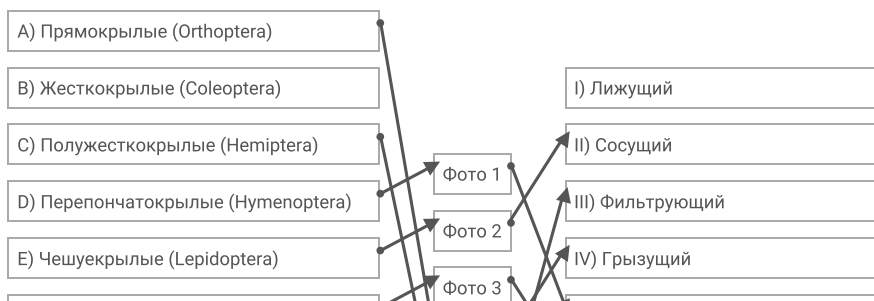 A) Прямокрылые (Orthoptera)
B) Жесткокрылые (Coleoptera)
C) Полужесткокрылые (Hemiptera)
D) Перепончатокрылые (Hymenoptera)
E) Чешуекрылые (Lepidoptera)
Фото 1
Фото 2
Фото 3
I) Лижущий
II) Сосущий
III) Фильтрующий
IV) Грызущий